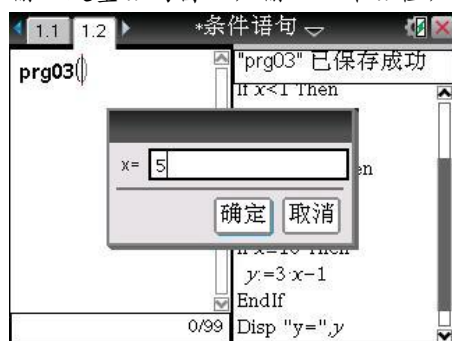 1.1 1.2 *条件语句
prg03()
"prg03" 已保存成功
If x<1 Then
x= 5
确定 取消
y:=3·x−1
EndIf
0/99 Disp "y=",y